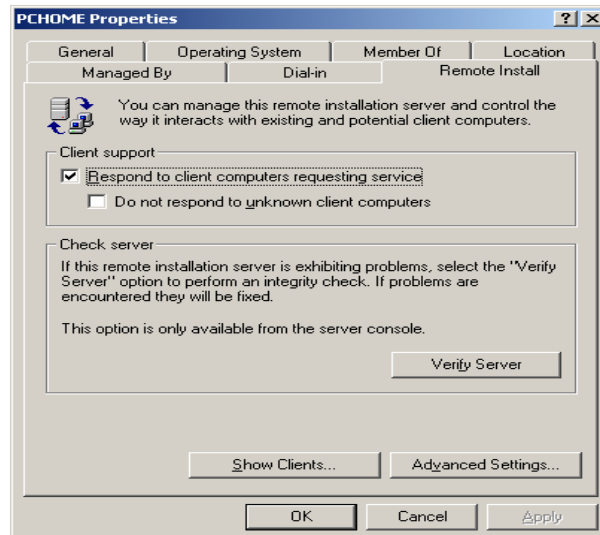 PCHOME Properties
General Operating System Member Of Location
Managed By Dial-in Remote Install
You can manage this remote installation server and control the
way it interacts with existing and potential client computers.
Client support
Respond to client computers requesting service
Do not respond to unknown client computers
Check server
If this remote installation server is exhibiting problems, select the "Verify
Server" option to perform an integrity check. If problems are
encountered they will be fixed.
This option is only available from the server console.
Verify Server
Show Clients... Advanced Settings...
OK Cancel Apply